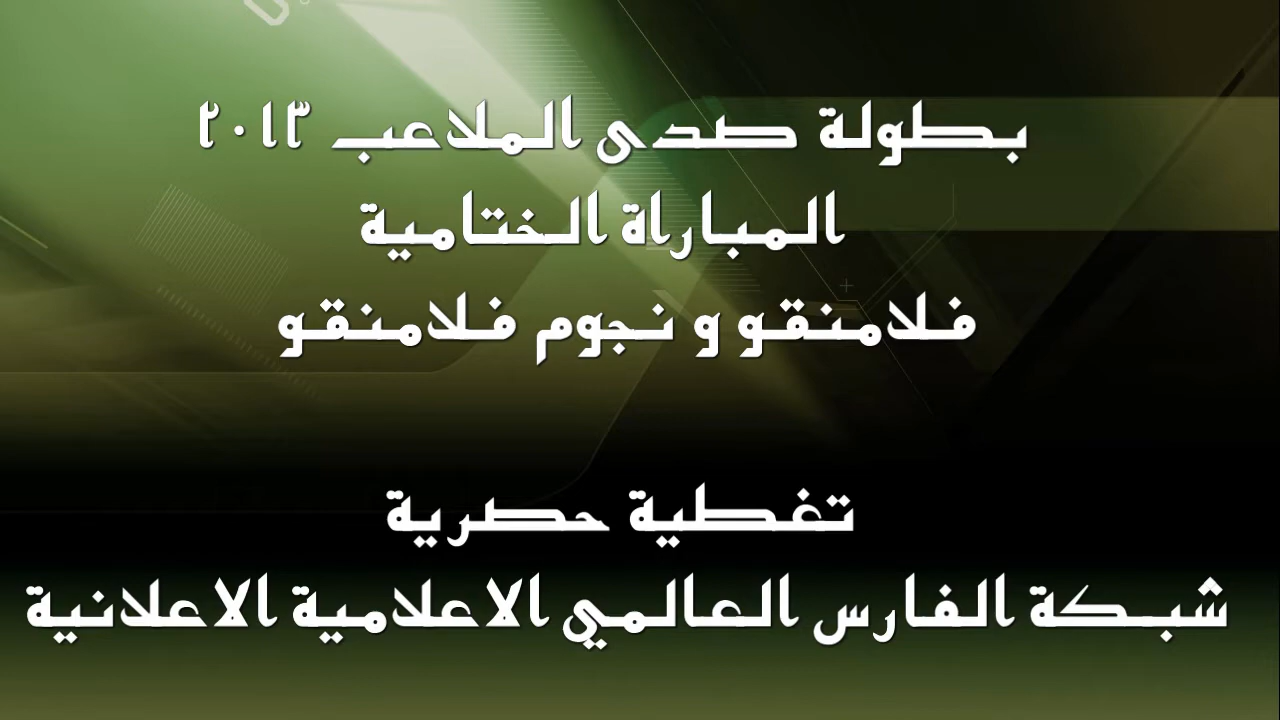 بطولة صدى الملاعب ٢٠١٣
المباراة الختامية
فلامنقو و نجوم فلامنقو
تغطية حصرية
شبكة الفارس العالمي الاعلامية الاعلانية